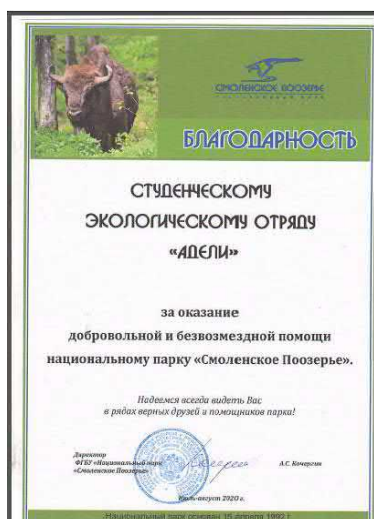 СМОЛЕНСКОЕ ПООЗЕРЬЕ
БЛАГОДАРНОСТЬ
СТУДЕНЧЕСКОМУ
ЭКОЛОГИЧЕСКОМУ ОТРЯДУ
«АДЕЛИ»
за оказание
добровольной и безвозмездной помощи
национальному парку «Смоленское Поозерье».
Надеемся всегда видеть Вас
в рядах верных друзей и помощников парка!
Директор
ФГБУ «Национальный парк
«Смоленское Поозерье»
А.С. Кочергин
Июль-август 2020 г.
Национальный парк основан 15 апреля 1992 г.